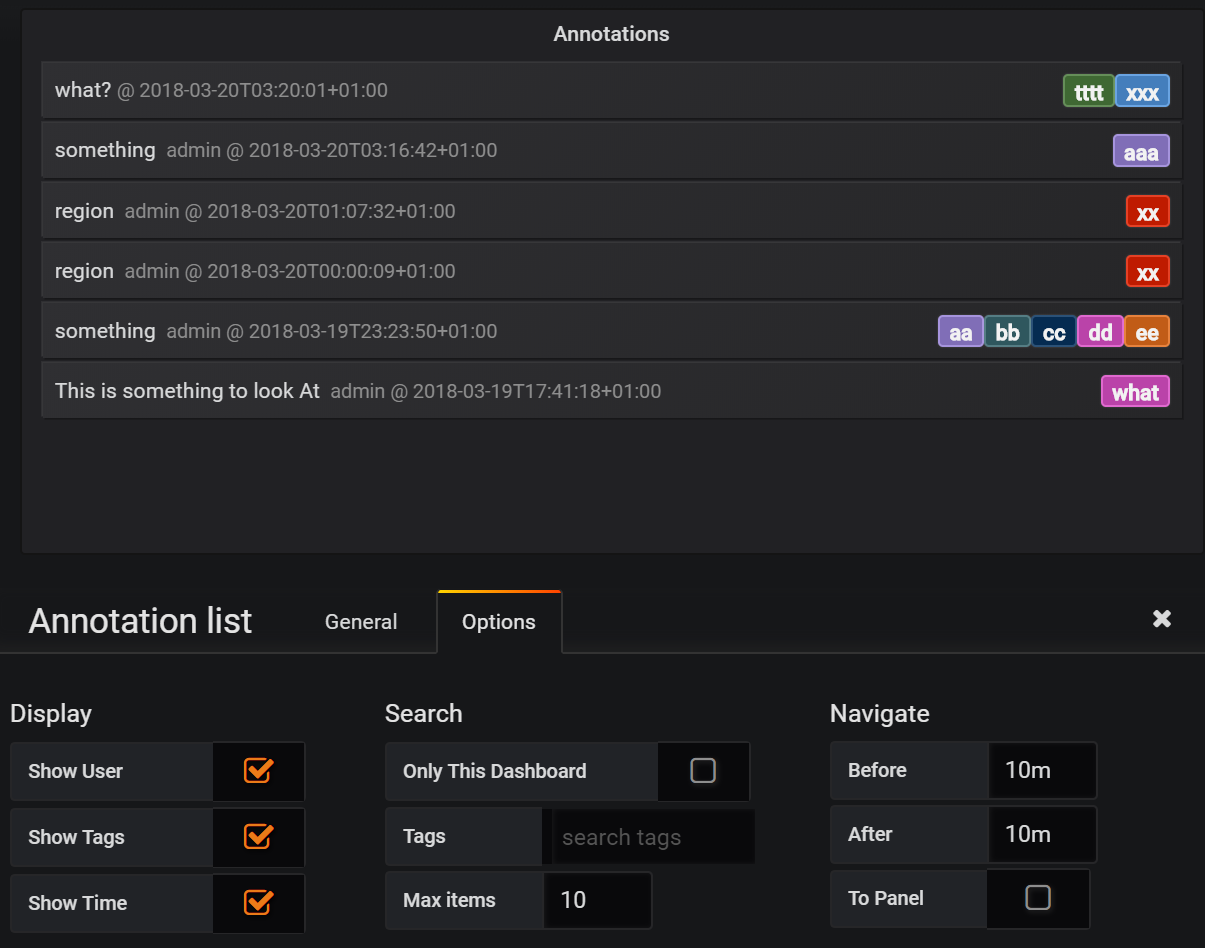 Annotations
what? @ 2018-03-20T03:20:01+01:00 tttt xxx
something admin @ 2018-03-20T03:16:42+01:00 aaa
region admin @ 2018-03-20T01:07:32+01:00 xx
region admin @ 2018-03-20T00:00:09+01:00 xx
something admin @ 2018-03-19T23:23:50+01:00 aa bb cc dd ee
This is something to look At admin @ 2018-03-19T17:41:18+01:00 what
Annotation list General Options
Display
Show User
Show Tags
Show Time
Search
Only This Dashboard
Tags search tags
Max items 10
Navigate
Before 10m
After 10m
To Panel